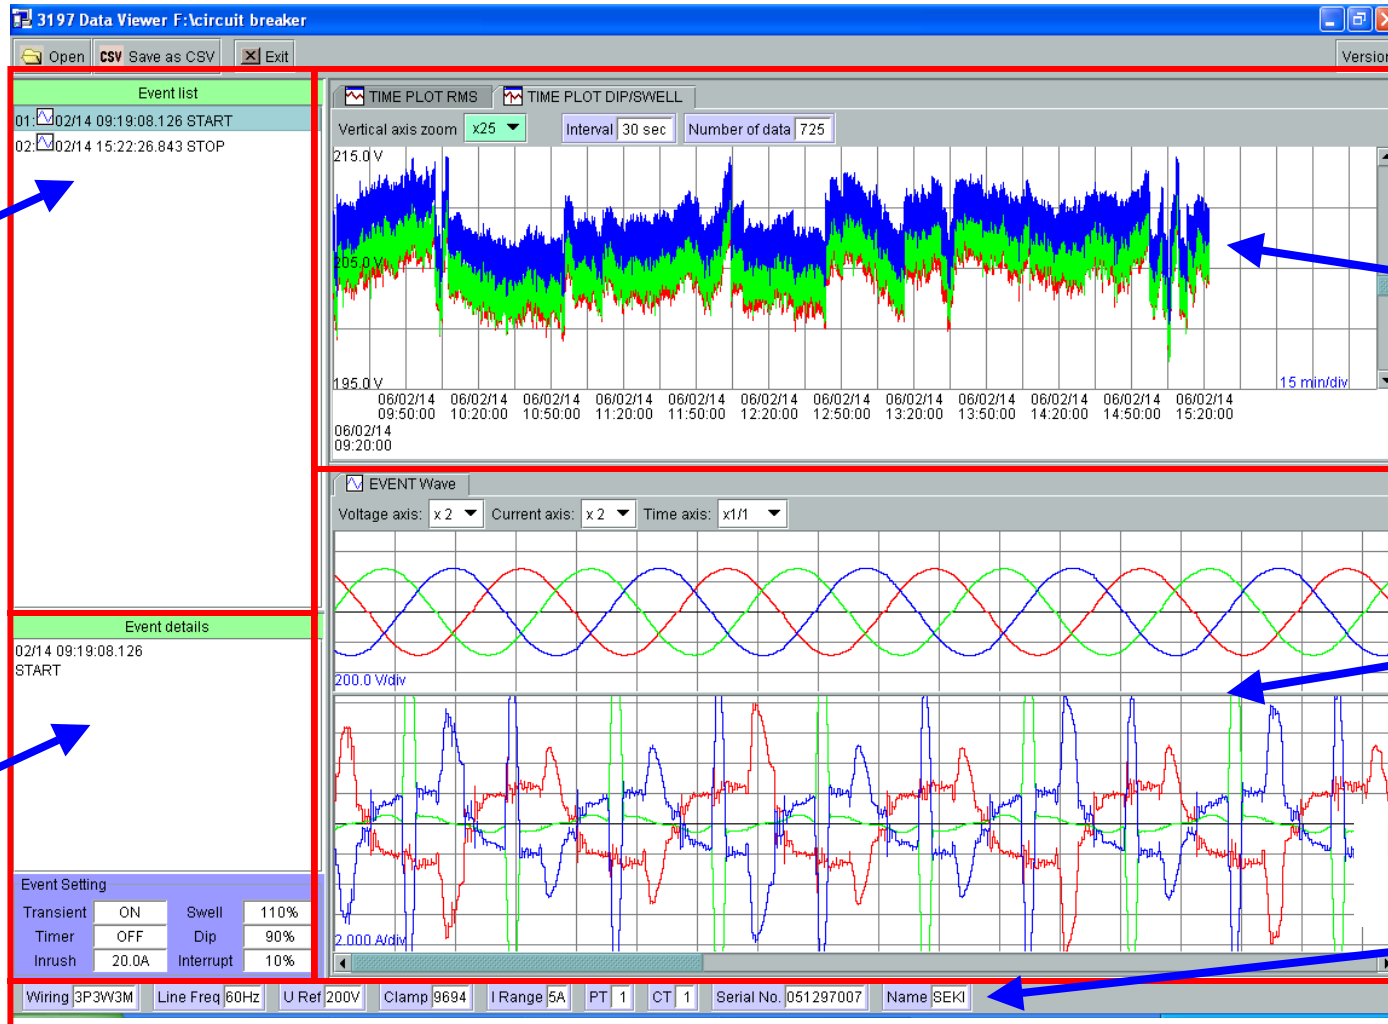 3197 Data Viewer F:\circuit breaker
Open CSV Save as CSV Exit Version
Event list
01: 02/14 09:19:08.126 START
02: 02/14 15:22:26.843 STOP
TIME PLOT RMS TIME PLOT DIP/SWELL
Vertical axis zoom x25 Interval 30 sec Number of data 725
215.0 V
205.0 V
195.0 V
15 min/div
06/02/14 06/02/14 06/02/14 06/02/14 06/02/14 06/02/14 06/02/14 06/02/14 06/02/14 06/02/14 06/02/14 06/02/14
09:50:00 10:20:00 10:50:00 11:20:00 11:50:00 12:20:00 12:50:00 13:20:00 13:50:00 14:20:00 14:50:00 15:20:00
06/02/14
09:20:00
EVENT Wave
Voltage axis: x 2 Current axis: x 2 Time axis: x1/1
200.0 V/div
2.000 A/div
Event details
02/14 09:19:08.126
START
Event Setting
Transient ON Swell 110%
Timer OFF Dip 90%
Inrush 20.0A Interrupt 10%
Wiring 3P3W3M Line Freq 60Hz U Ref 200V Clamp 9694 I Range 5A PT 1 CT 1 Serial No. 051297007 Name SEKI